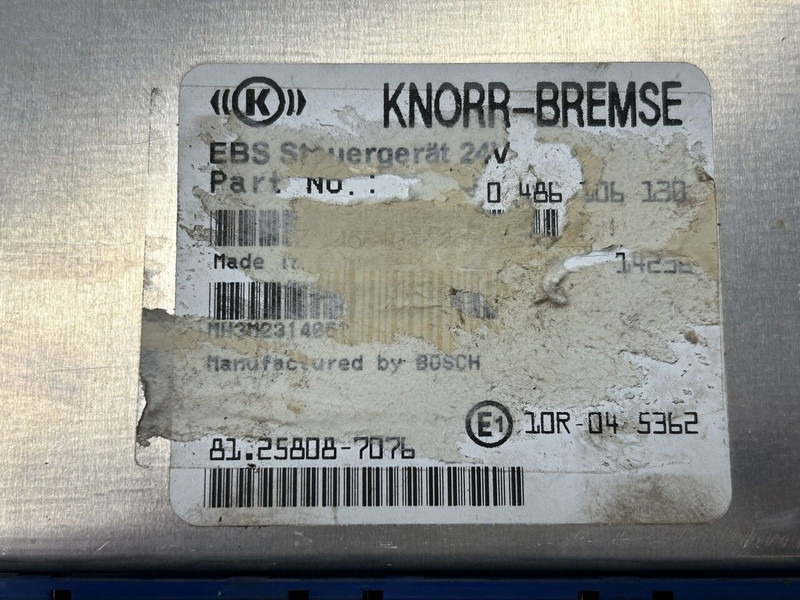 K KNORR-BREMSE
EBS Steuergerät 24V
Part No.: 0 486 106 130
Made
Manufactured by BOSCH
E1 10R-04 5362
81.25808-7076